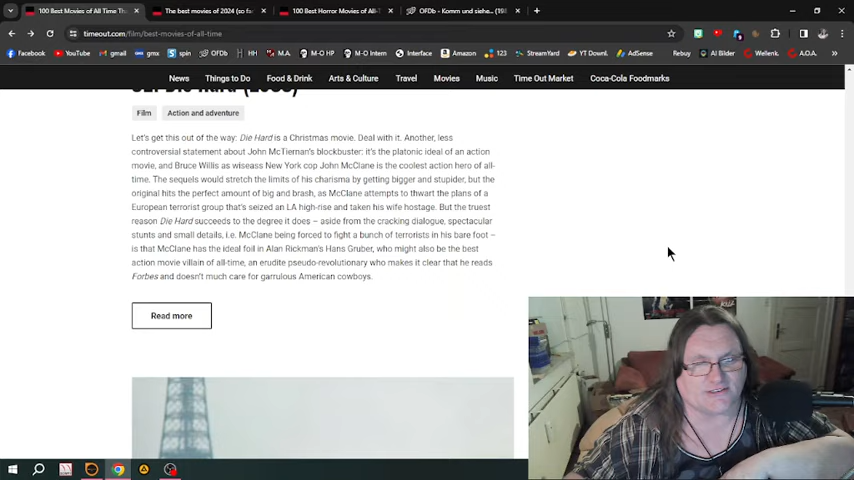 100 Best Movies of All Time Th
The best movies of 2024 (so fa
100 Best Horror Movies of All-T
OFDb - Komm und siehe... (198
timeout.com/film/best-movies-of-all-time
Facebook
YouTube
gmail
gmx
spin
OFDb
HH
M.A.
M-O HP
M-O Intern
Interface
Amazon
123
StreamYard
YT Downl.
AdSense
Rebuy
AI Bilder
Wellenk.
A.O.A.
News
Things to Do
Food & Drink
Arts & Culture
Travel
Movies
Music
Time Out Market
Coca-Cola Foodmarks
Die Hard
Film
Action and adventure
Let's get this out of the way: Die Hard is a Christmas movie. Deal with it. Another, less
controversial statement about John McTiernan's blockbuster: it's the platonic ideal of an action
movie, and Bruce Willis as wiseass New York cop John McClane is the coolest action hero of all-
time. The sequels would stretch the limits of his charisma by getting bigger and stupider, but the
original hits the perfect amount of big and brash, as McClane attempts to thwart the plans of a
European terrorist group that's seized an LA high-rise and taken his wife hostage. But the truest
reason Die Hard succeeds to the degree it does – aside from the cracking dialogue, spectacular
stunts and small details, i.e. McClane being forced to fight a bunch of terrorists in his bare foot –
is that McClane has the ideal foil in Alan Rickman's Hans Gruber, who might also be the best
action movie villain of all-time, an erudite pseudo-revolutionary who makes it clear that he reads
Forbes and doesn't much care for garrulous American cowboys.
Read more